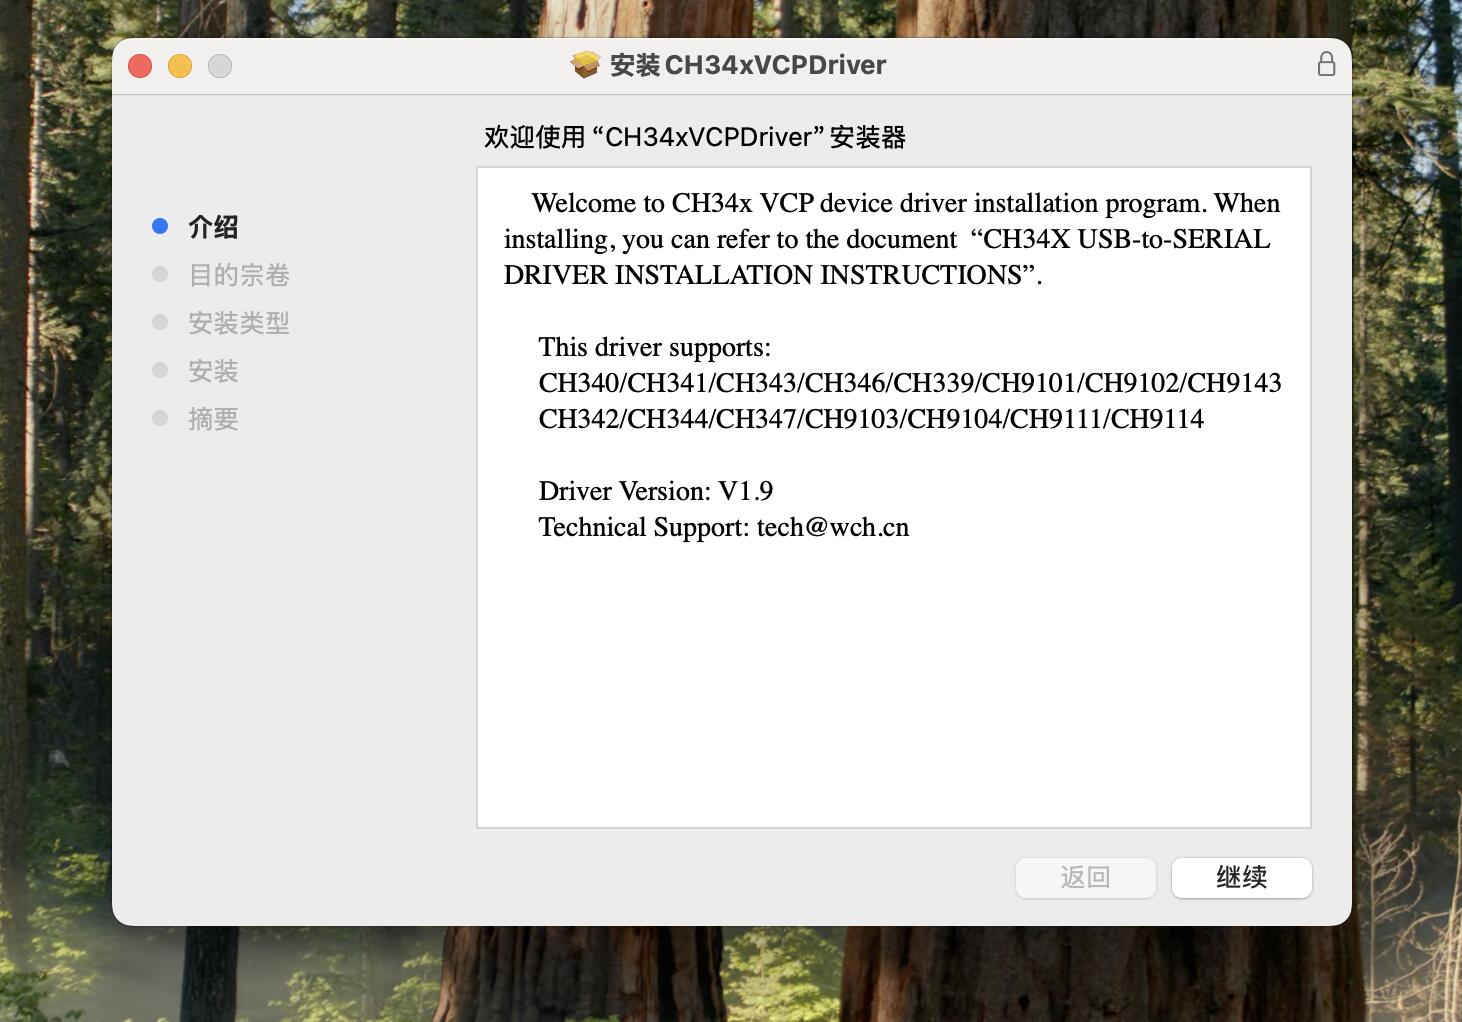 安装 CH34xVCPDriver
欢迎使用 “CH34xVCPDriver” 安装器
介绍
目的宗卷
安装类型
安装
摘要
Welcome to CH34x VCP device driver installation program. When
installing, you can refer to the document “CH34X USB-to-SERIAL
DRIVER INSTALLATION INSTRUCTIONS”.
This driver supports:
CH340/CH341/CH343/CH346/CH339/CH9101/CH9102/CH9143
CH342/CH344/CH347/CH9103/CH9104/CH9111/CH9114
Driver Version: V1.9
Technical Support: tech@wch.cn
返回
继续